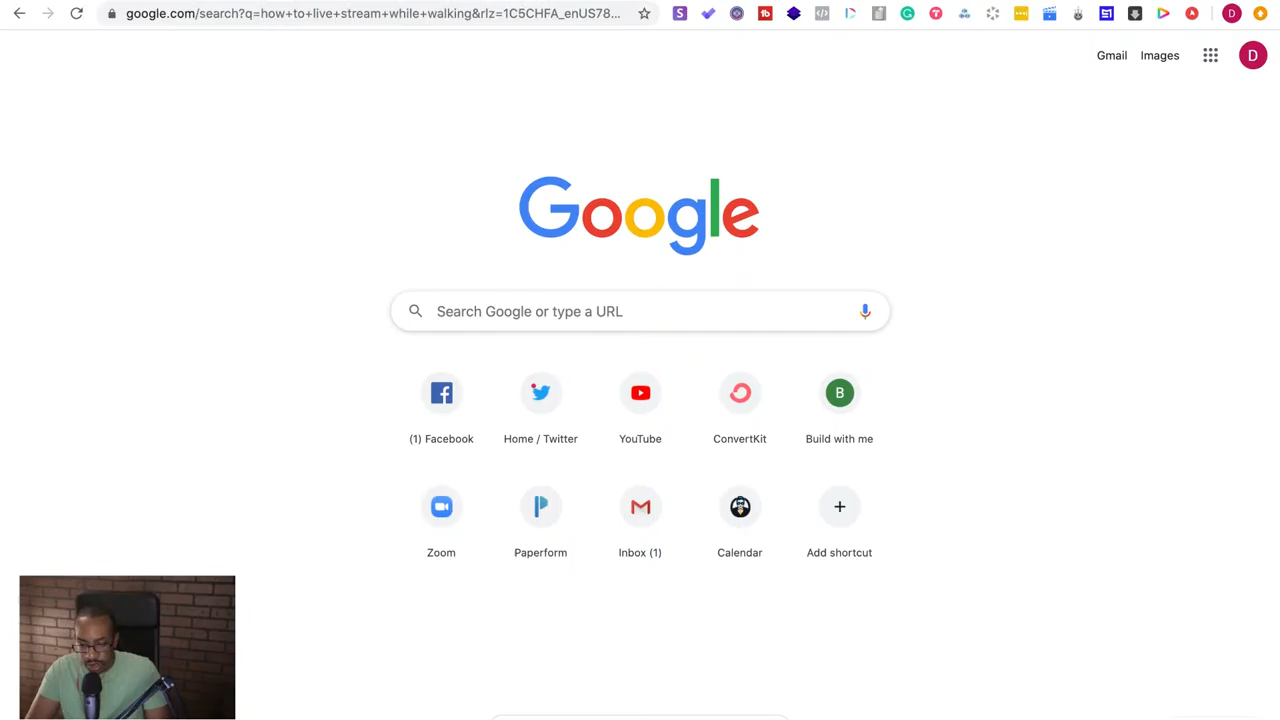 google.com/search?q=how+to+live+stream+while+walking&rlz=1C5CHFA_enUS78...
Gmail Images
D
Google
Search Google or type a URL
B
(1) Facebook Home / Twitter YouTube ConvertKit Build with me
Zoom Paperform Inbox (1) Calendar Add shortcut